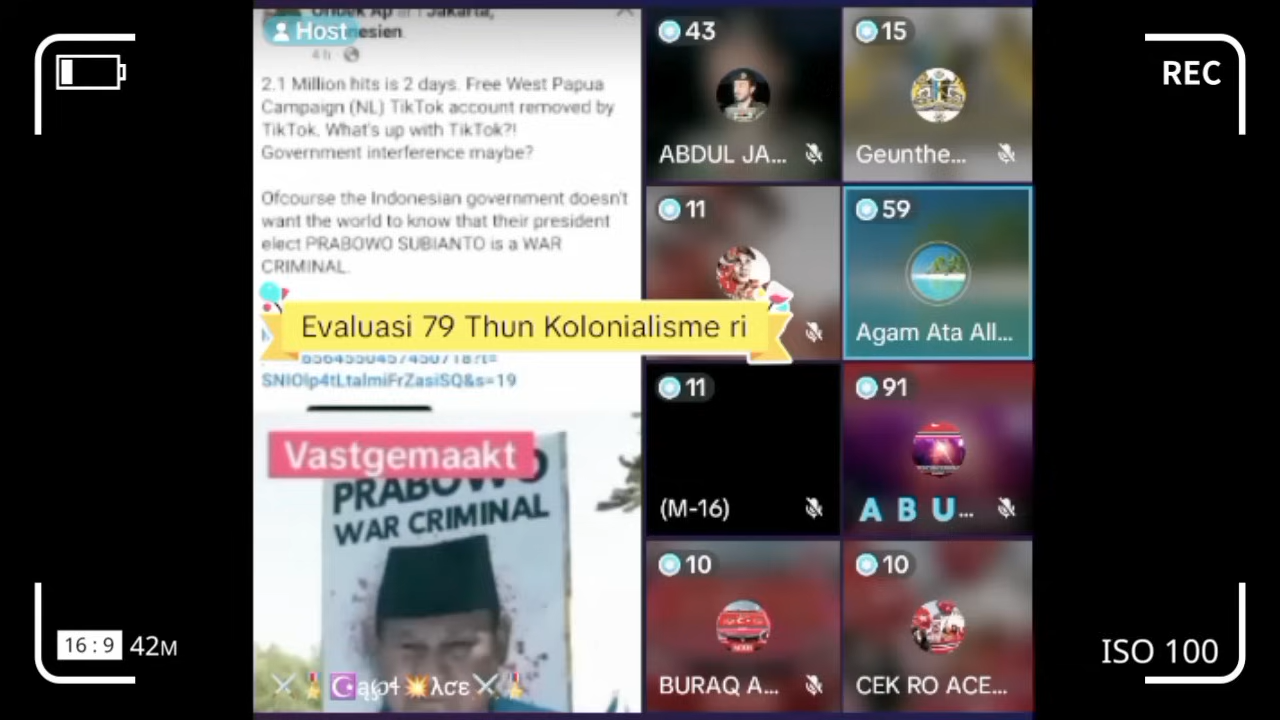 Host
4h
2.1 Million hits is 2 days. Free West Papua
Campaign (NL) TikTok account removed by
TikTok. What's up with TikTok?!
Government interference maybe?
Ofcourse the Indonesian government doesn't
want the world to know that their president
elect PRABOWO SUBIANTO is a WAR
CRIMINAL.
Evaluasi 79 Thun Kolonialisme ri
SNIOlp4tLtalmiFrZasiSQ&s=19
Vastgemaakt
PRABOWO
WAR CRIMINAL
43
ABDUL JA...
15
Geunthe...
11
59
Agam Ata All...
11
(M-16)
91
A B U...
10
BURAQ A...
10
CEK RO ACE...
REC
16:9 42M
ISO 100